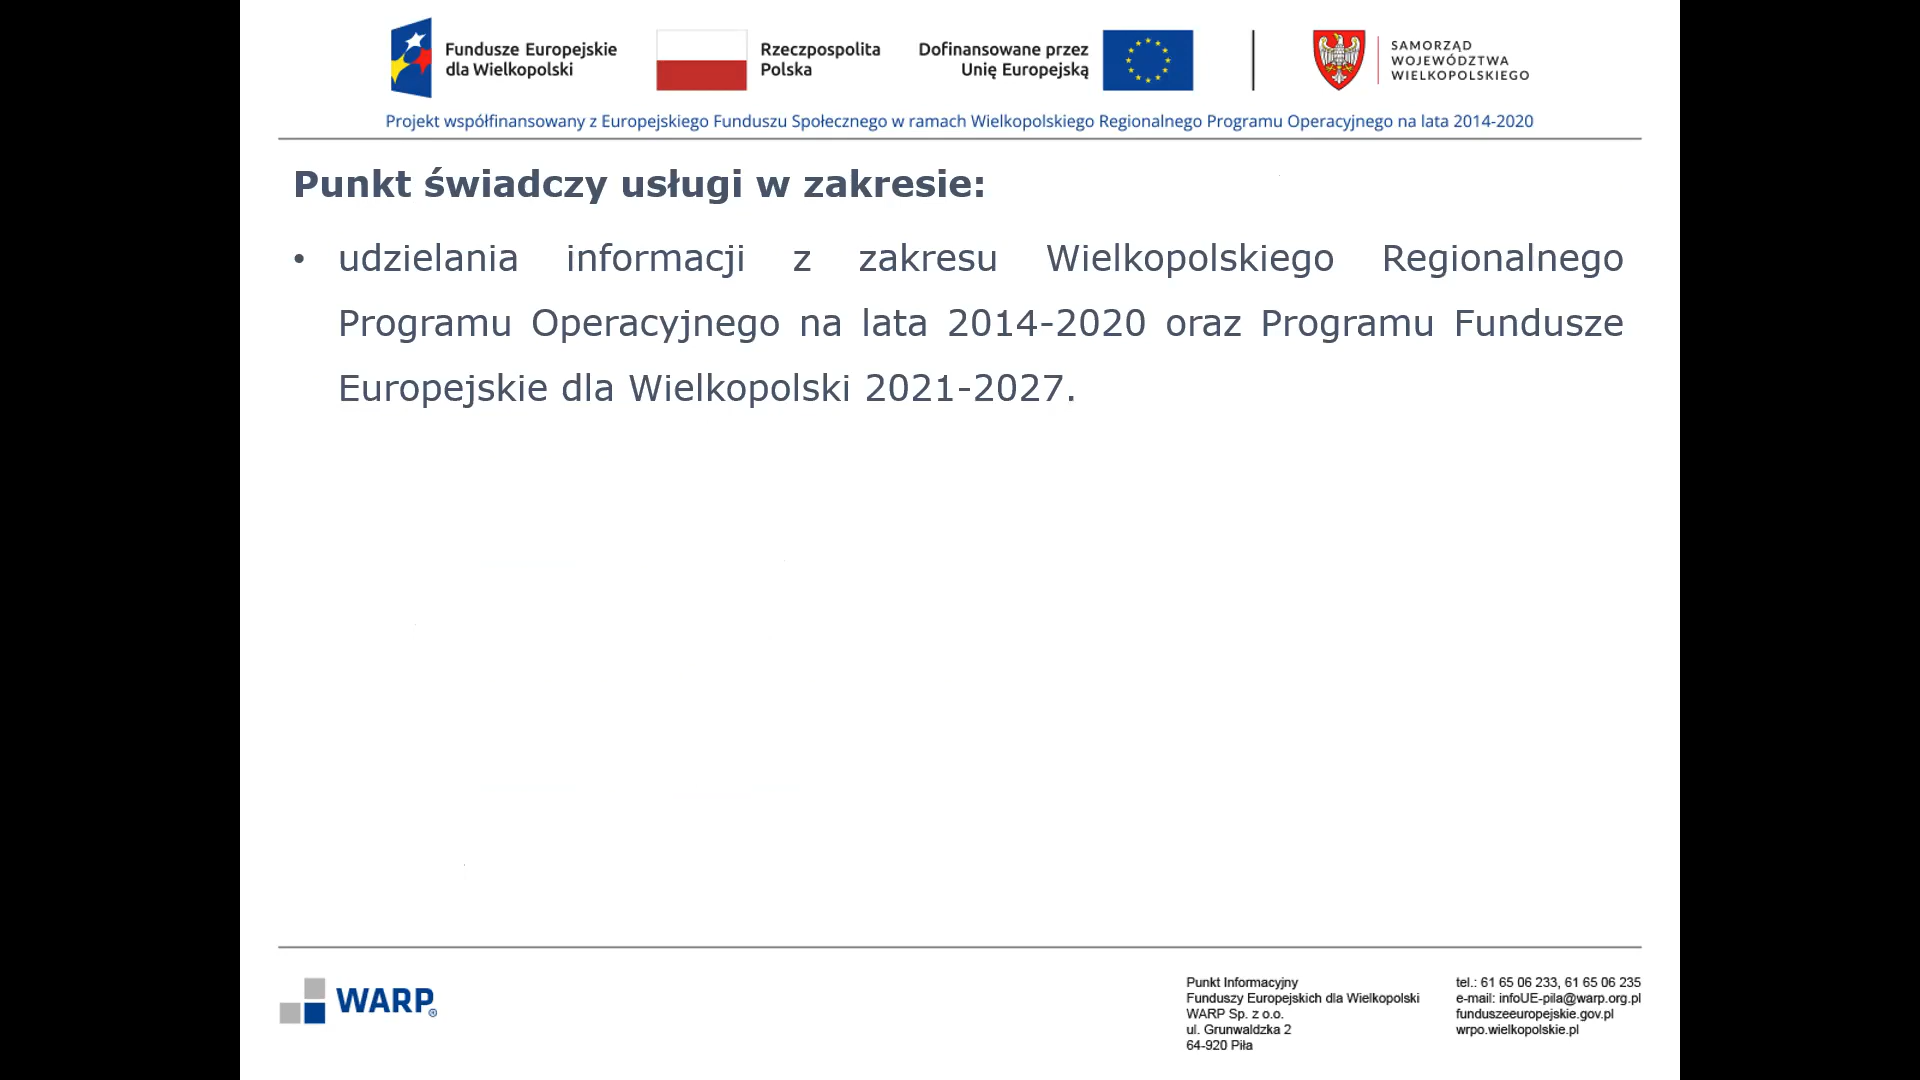 Fundusze Europejskie
dla Wielkopolski
Rzeczpospolita
Polska
Dofinansowane przez
Unię Europejską
SAMORZĄD
WOJEWÓDZTWA
WIELKOPOLSKIEGO
Projekt współfinansowany z Europejskiego Funduszu Społecznego w ramach Wielkopolskiego Regionalnego Programu Operacyjnego na lata 2014-2020
Punkt świadczy usługi w zakresie:
• udzielania informacji z zakresu Wielkopolskiego Regionalnego
Programu Operacyjnego na lata 2014-2020 oraz Programu Fundusze
Europejskie dla Wielkopolski 2021-2027.
WARP®
Punkt Informacyjny
Funduszy Europejskich dla Wielkopolski
WARP Sp. z o.o.
ul. Grunwaldzka 2
64-920 Piła
tel.: 61 65 06 233, 61 65 06 235
e-mail: infoUE-pila@warp.org.pl
funduszeeuropejskie.gov.pl
wrpo.wielkopolskie.pl